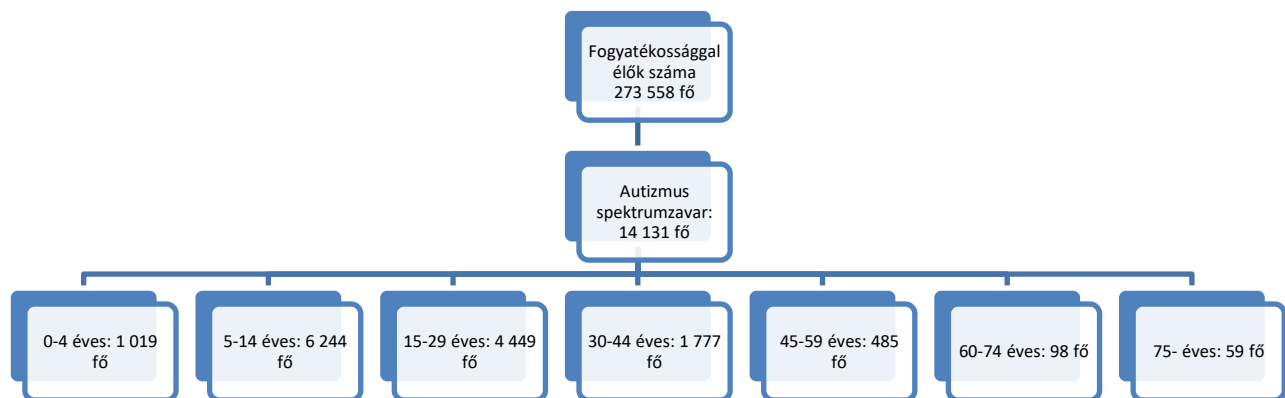 Fogyatékossággal
élők száma
273 558 fő
Autizmus
spektrumzavar:
14 131 fő
0-4 éves: 1 019
fő
5-14 éves: 6 244
fő
15-29 éves: 4 449
fő
30-44 éves: 1 777
fő
45-59 éves: 485
fő
60-74 éves: 98 fő
75- éves: 59 fő